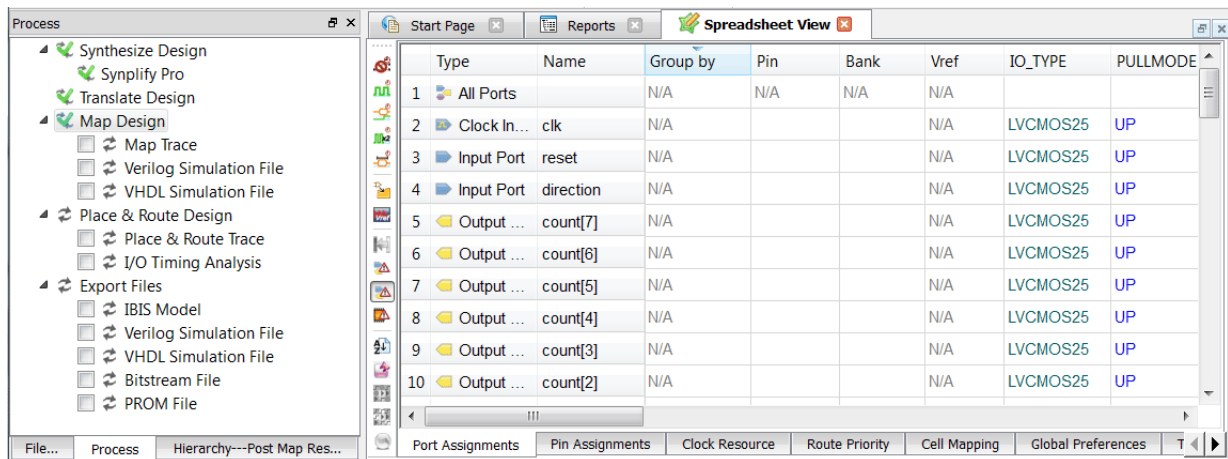 Process
Synthesize Design
Synplify Pro
Translate Design
Map Design
Map Trace
Verilog Simulation File
VHDL Simulation File
Place & Route Design
Place & Route Trace
I/O Timing Analysis
Export Files
IBIS Model
Verilog Simulation File
VHDL Simulation File
Bitstream File
PROM File
File... Process Hierarchy---Post Map Res...
Start Page Reports Spreadsheet View
Type Name Group by Pin Bank Vref IO_TYPE PULLMODE
1 All Ports N/A N/A N/A N/A
2 Clock In... clk N/A N/A LVCMOS25 UP
3 Input Port reset N/A N/A LVCMOS25 UP
4 Input Port direction N/A N/A LVCMOS25 UP
5 Output ... count[7] N/A N/A LVCMOS25 UP
6 Output ... count[6] N/A N/A LVCMOS25 UP
7 Output ... count[5] N/A N/A LVCMOS25 UP
8 Output ... count[4] N/A N/A LVCMOS25 UP
9 Output ... count[3] N/A N/A LVCMOS25 UP
10 Output ... count[2] N/A N/A LVCMOS25 UP
Port Assignments Pin Assignments Clock Resource Route Priority Cell Mapping Global Preferences T